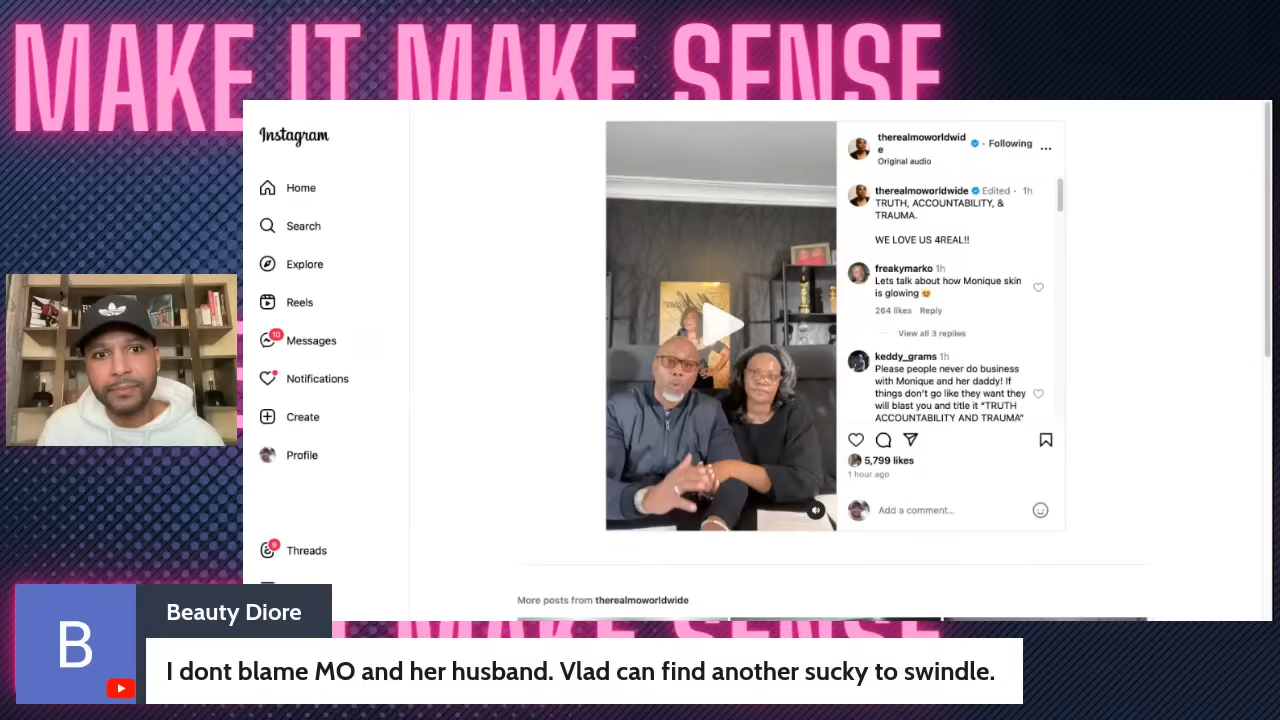 MAKE IT MAKE SENSE
Instagram
Home
Search
Explore
Reels
10
Messages
Notifications
Create
Profile
9
Threads
therealmoworldwid
e
· Following
Original audio
therealmoworldwide Edited · 1h
TRUTH, ACCOUNTABILITY, &
TRAUMA.
WE LOVE US 4REAL!!
freakymarko 1h
Lets talk about how Monique skin
is glowing 😍
264 likes Reply
View all 3 replies
keddy_grams 1h
Please people never do business
with Monique and her daddy! If
things don't go like they want they
will blast you and title it “TRUTH
ACCOUNTABILITY AND TRAUMA”
5,799 likes
1 hour ago
Add a comment...
More posts from therealmoworldwide
MAKE SENSE
B
Beauty Diore
I dont blame MO and her husband. Vlad can find another sucky to swindle.